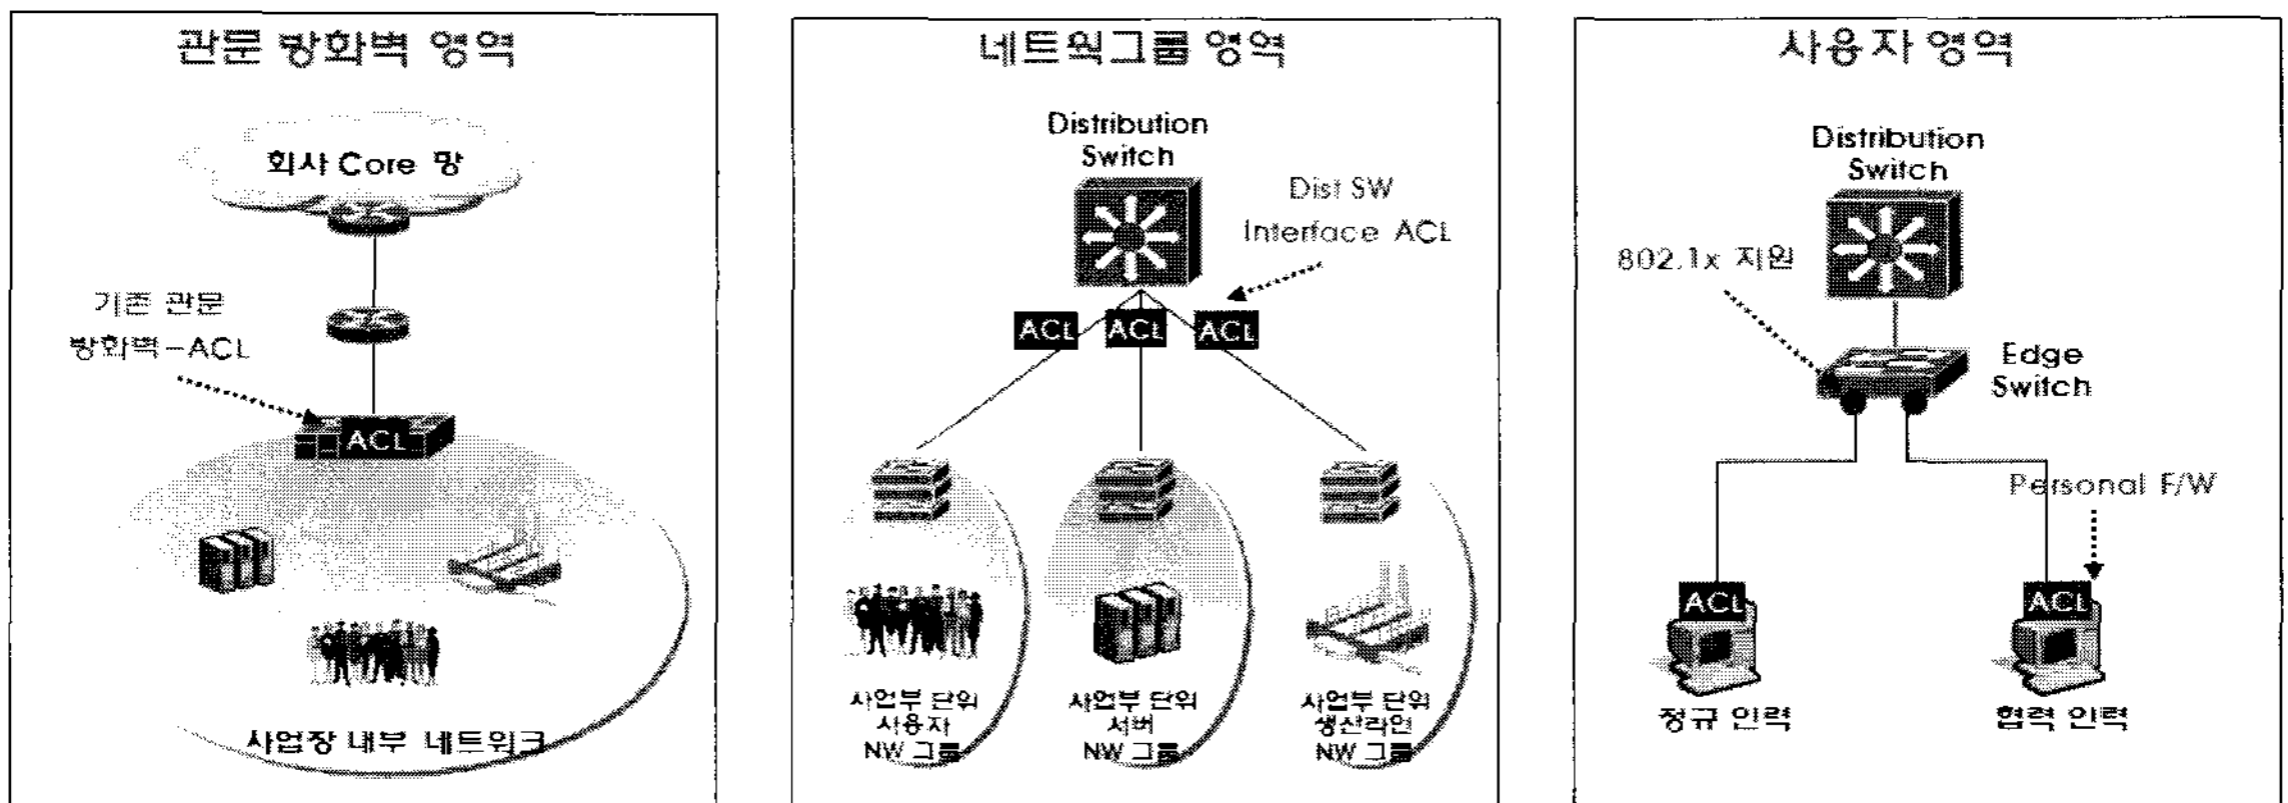 관문 방화벽 영역
회사 Core 망
기존 관문
방화벽-ACL
ACL
사업장 내부 네트워크
네트웍그룹 영역
Distribution
Switch
Dist SW
Interface ACL
ACL
ACL
ACL
사업부 단위
사용자
NW 그룹
사업부 단위
서버
NW 그룹
사업부 단위
생산라인
NW 그룹
사용자 영역
Distribution
Switch
802.1x 지원
Edge
Switch
Personal F/W
ACL
ACL
정규 인력
협력 인력